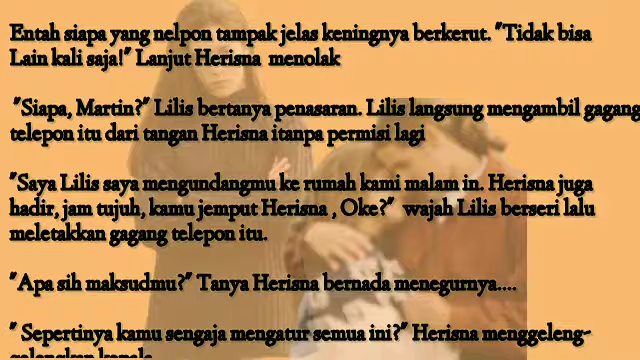 Entah siapa yang nelpon tampak jelas keningnya berkerut. "Tidak bisa
Lain kali saja!" Lanjut Herisna menolak
"Siapa, Martin?" Lilis bertanya penasaran. Lilis langsung mengambil gagang
telepon itu dari tangan Herisna itanpa permisi lagi
"Saya Lilis saya mengundangmu ke rumah kami malam in. Herisna juga
hadir, jam tujuh, kamu jemput Herisna , Oke?" wajah Lilis berseri lalu
meletakkan gagang telepon itu.
"Apa sih maksudmu?" Tanya Herisna bernada menegurnya....
" Sepertinya kamu sengaja mengatur semua ini?" Herisna menggeleng-
gelengkan kepala